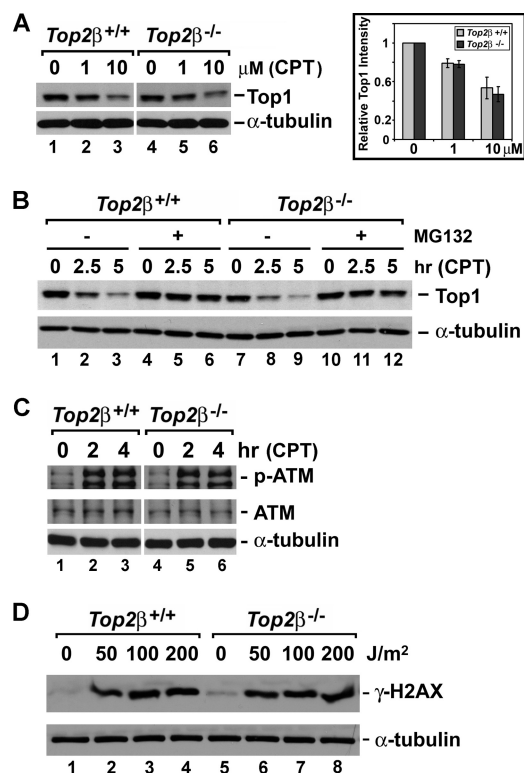 A
Top2β+/+ Top2β-/-
0 1 10 0 1 10 μM (CPT)
Top1
α-tubulin
1 2 3 4 5 6
Relative Top1 Intensity
1
0.6
0.2
0
Top2β +/+
Top2β -/-
0 1 10 μM
B
Top2β+/+ Top2β-/-
- + - + MG132
0 2.5 5 0 2.5 5 0 2.5 5 0 2.5 5 hr (CPT)
Top1
α-tubulin
1 2 3 4 5 6 7 8 9 10 11 12
C
Top2β+/+ Top2β-/-
0 2 4 0 2 4 hr (CPT)
p-ATM
ATM
α-tubulin
1 2 3 4 5 6
D
Top2β+/+ Top2β-/-
0 50 100 200 0 50 100 200 J/m²
γ-H2AX
α-tubulin
1 2 3 4 5 6 7 8